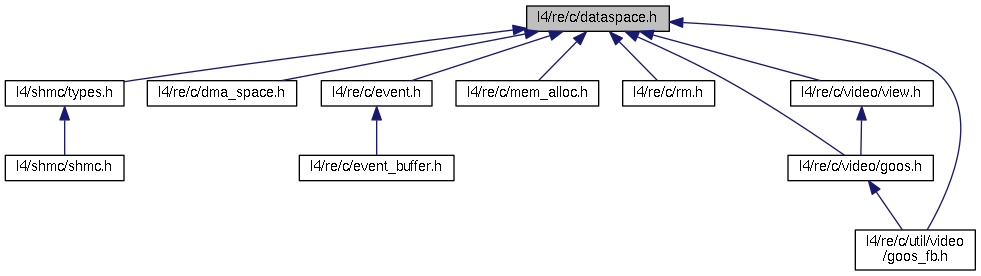 l4/re/c/dataspace.h
l4/shmc/types.h
l4/re/c/dma_space.h
l4/re/c/event.h
l4/re/c/mem_alloc.h
l4/re/c/rm.h
l4/re/c/video/view.h
l4/shmc/shmc.h
l4/re/c/event_buffer.h
l4/re/c/video/goos.h
l4/re/c/util/video
/goos_fb.h